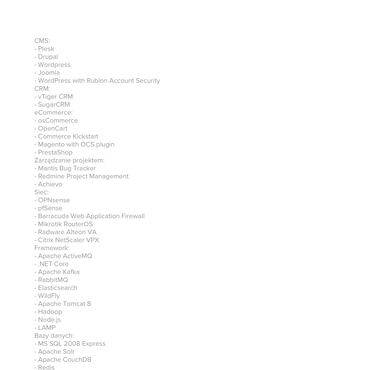 CMS:
- Plesk
- Drupal
- Wordpress
- Joomla
- WordPress with Rublon Account Security
CRM:
- vTiger CRM
- SugarCRM
eCommerce:
- osCommerce
- OpenCart
- Commerce Kickstart
- Magento with OCS plugin
- PrestaShop
Zarządzanie projektem:
- Mantis Bug Tracker
- Redmine Project Management
- Achievo
Sieć:
- OPNsense
- pfSense
- Barracuda Web Application Firewall
- Mikrotik RouterOS
- Radware Alteon VA
- Citrix NetScaler VPX
Framework:
- Apache ActiveMQ
- .NET Core
- Apache Kafka
- RabbitMQ
- Elasticsearch
- WildFly
- Apache Tomcat 8
- Hadoop
- Node.js
- LAMP
Bazy danych:
- MS SQL 2008 Express
- Apache Solr
- Apache CouchDB
- Redis